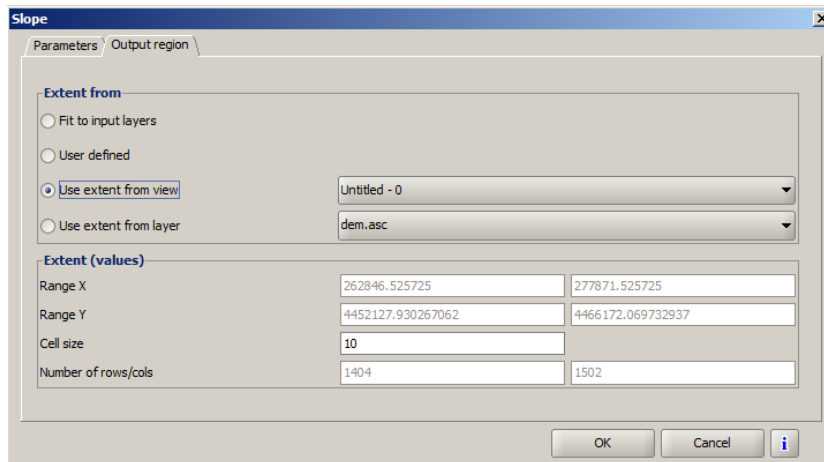 Slope
Parameters Output region
Extent from
Fit to input layers
User defined
Use extent from view Untitled - 0
Use extent from layer dem.asc
Extent (values)
Range X 262846.525725 277871.525725
Range Y 4452127.930267062 4466172.069732937
Cell size 10
Number of rows/cols 1404 1502
OK Cancel i